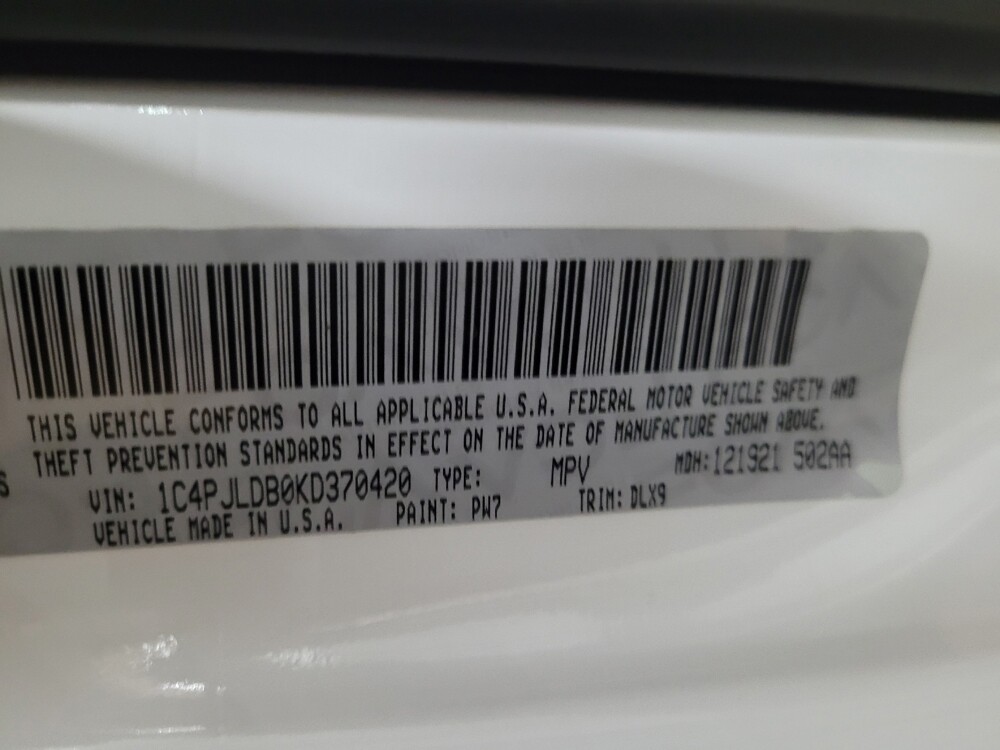 THIS VEHICLE CONFORMS TO ALL APPLICABLE U.S.A. FEDERAL MOTOR VEHICLE SAFETY AND
THEFT PREVENTION STANDARDS IN EFFECT ON THE DATE OF MANUFACTURE SHOWN ABOVE.
S VIN: 1C4PJLDB0KD370420 TYPE: MPV MDH: 121921 502AA
VEHICLE MADE IN U.S.A. PAINT: PW7 TRIM: DLX9